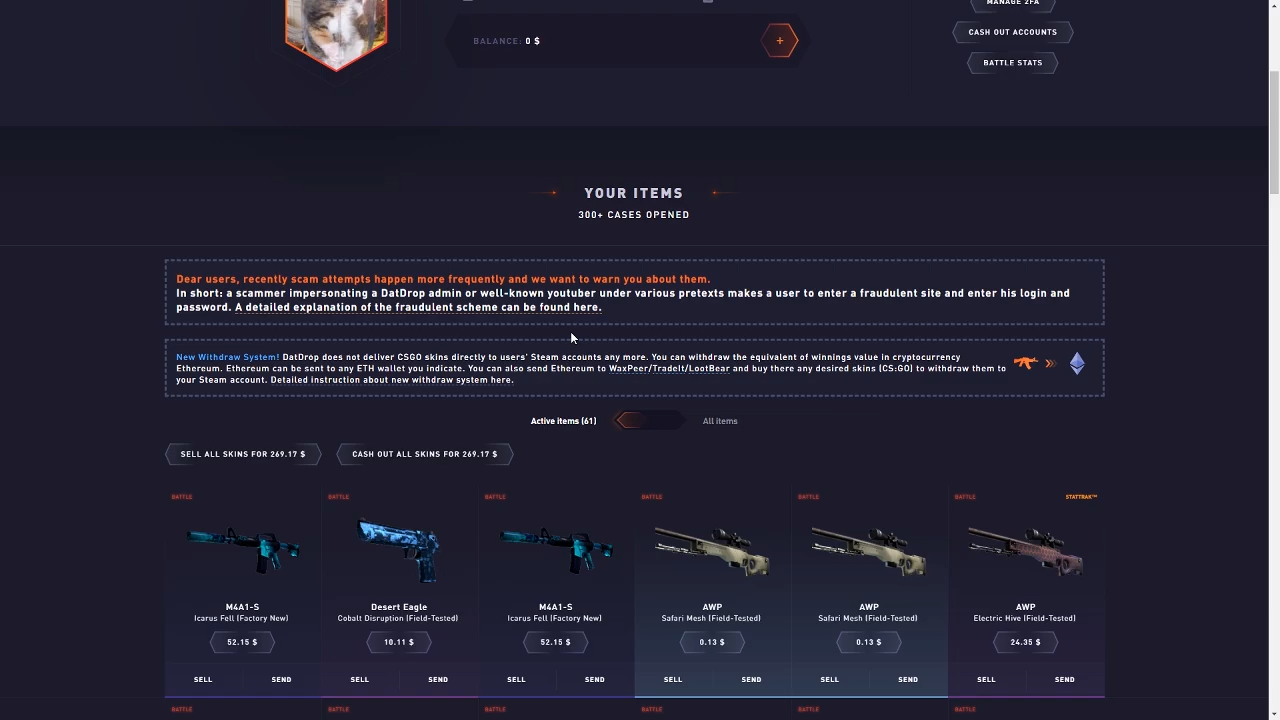 MANAGE 2FA
BALANCE: 0 $
+
CASH OUT ACCOUNTS
BATTLE STATS
YOUR ITEMS
300+ CASES OPENED
Dear users, recently scam attempts happen more frequently and we want to warn you about them.
In short: a scammer impersonating a DatDrop admin or well-known youtuber under various pretexts makes a user to enter a fraudulent site and enter his login and
password. A detailed explanation of the fraudulent scheme can be found here.
New Withdraw System! DatDrop does not deliver CSGO skins directly to users' Steam accounts any more. You can withdraw the equivalent of winnings value in cryptocurrency
Ethereum. Ethereum can be sent to any ETH wallet you indicate. You can also send Ethereum to WaxPeer/TradeIt/LootBear and buy there any desired skins (CS:GO) to withdraw them to
your Steam account. Detailed instruction about new withdraw system here.
Active items (61) All items
SELL ALL SKINS FOR 269.17 $ CASH OUT ALL SKINS FOR 269.17 $
BATTLE BATTLE BATTLE BATTLE BATTLE BATTLE STATTRAK™
M4A1-S Desert Eagle M4A1-S AWP AWP AWP
Icarus Fell (Factory New) Cobalt Disruption (Field-Tested) Icarus Fell (Factory New) Safari Mesh (Field-Tested) Safari Mesh (Field-Tested) Electric Hive (Field-Tested)
52.15 $ 10.11 $ 52.15 $ 0.13 $ 0.13 $ 24.35 $
SELL SEND SELL SEND SELL SEND SELL SEND SELL SEND SELL SEND
BATTLE BATTLE BATTLE BATTLE BATTLE BATTLE